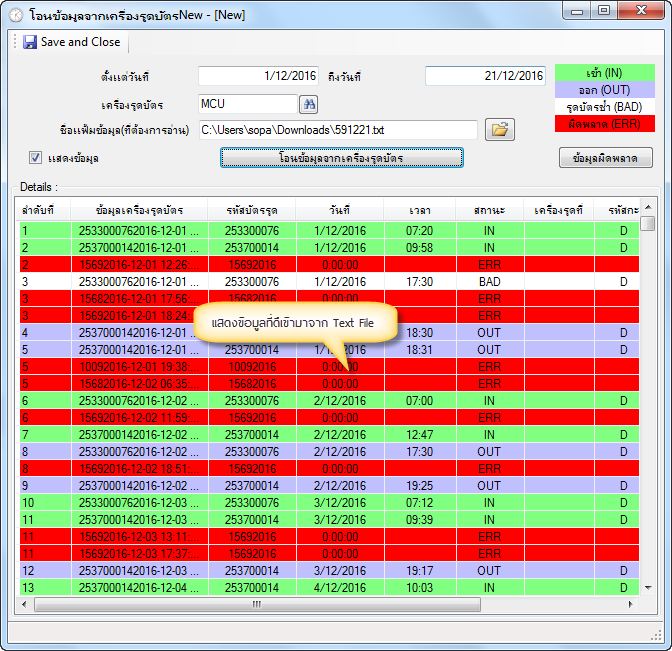 โอนข้อมูลจากเครื่องรูดบัตรNew - [New]
Save and Close
ตั้งแต่วันที่ 1/12/2016 ถึงวันที่ 21/12/2016
เข้า (IN)
ออก (OUT)
รูดบัตรซ้ำ (BAD)
ผิดพลาด (ERR)
เครื่องรูดบัตร MCU
ชื่อแฟ้มข้อมูล(ที่ต้องการอ่าน) C:\Users\sopa\Downloads\591221.txt
แสดงข้อมูล โอนข้อมูลจากเครื่องรูดบัตร ข้อมูลผิดพลาด
Details :
ลำดับที่ ข้อมูลเครื่องรูดบัตร รหัสบัตรรูด วันที่ เวลา สถานะ เครื่องรูดที่ รหัสกะ
1 2533000762016-12-01 ... 253300076 1/12/2016 07:20 IN D
2 2537000142016-12-01 ... 253700014 1/12/2016 09:58 IN D
2 15692016-12-01 12:26:... 15692016 0:00:00 ERR
3 2533000762016-12-01 ... 253300076 1/12/2016 17:30 BAD D
3 15682016-12-01 17:56:... 15682016 0:00:00 ERR
3 15692016-12-01 18:24:...
แสดงข้อมูลที่ดึเข้ามาจาก Text File
4 2533000762016-12-01 18:30 OUT D
5 2537000142016-12-01 ... 253700014 18:31 OUT D
5 10092016-12-01 19:38:... 10092016 0:00:00 ERR
5 15682016-12-02 06:35:... 15682016 0:00:00 ERR
6 2533000762016-12-02 ... 253300076 2/12/2016 07:00 IN D
6 15692016-12-02 11:59:... 15692016 0:00:00 ERR
7 2537000142016-12-02 ... 253700014 2/12/2016 12:47 IN D
8 2533000762016-12-02 ... 253300076 2/12/2016 17:30 OUT D
8 15692016-12-02 18:51:... 15692016 0:00:00 ERR
9 2537000142016-12-02 ... 253700014 2/12/2016 19:25 OUT D
10 2533000762016-12-03 ... 253300076 3/12/2016 07:12 IN D
11 2537000142016-12-03 ... 253700014 3/12/2016 09:39 IN D
11 15692016-12-03 13:11:... 15692016 0:00:00 ERR
11 15692016-12-03 17:37:... 15692016 0:00:00 ERR
12 2537000142016-12-03 ... 253700014 3/12/2016 19:17 OUT D
13 2537000142016-12-04 ... 253700014 4/12/2016 10:03 IN D